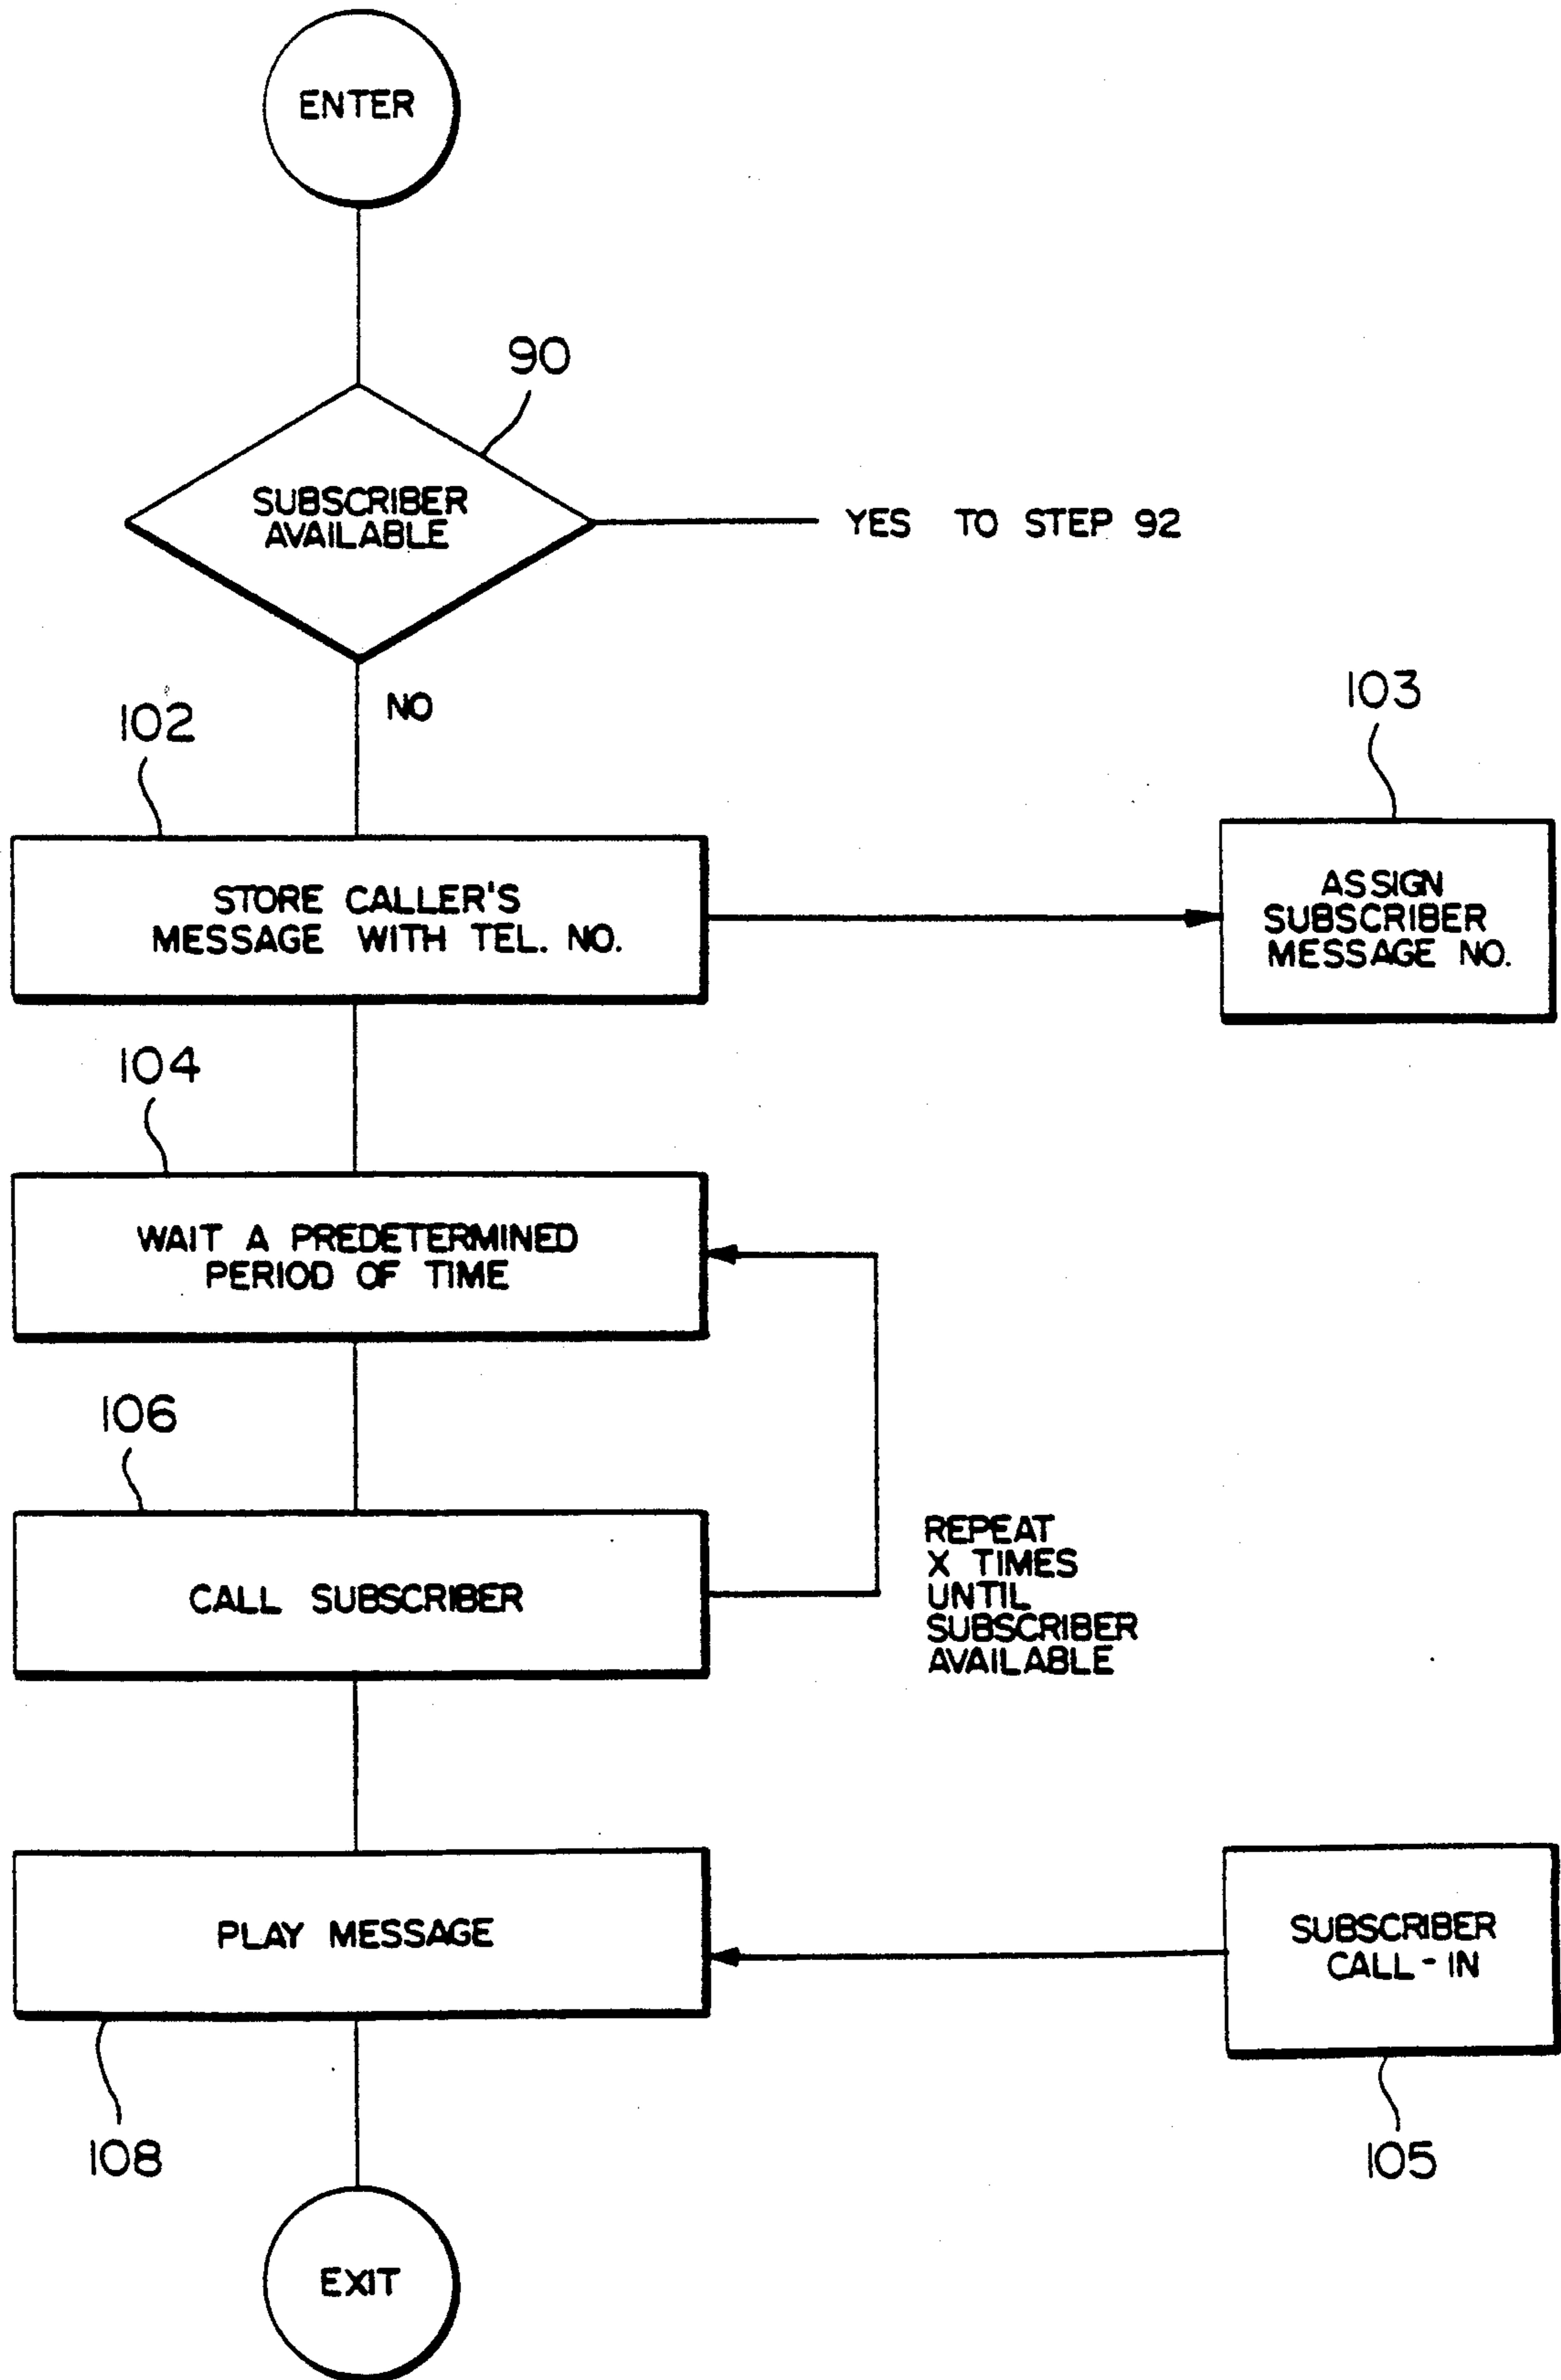 ENTER
90
SUBSCRIBER
AVAILABLE
YES TO STEP 92
NO
102
103
STORE CALLER'S
MESSAGE WITH TEL. NO.
ASSIGN
SUBSCRIBER
MESSAGE NO.
104
WAIT A PREDETERMINED
PERIOD OF TIME
106
CALL SUBSCRIBER
REPEAT
X TIMES
UNTIL
SUBSCRIBER
AVAILABLE
PLAY MESSAGE
SUBSCRIBER
CALL-IN
108
105
EXIT